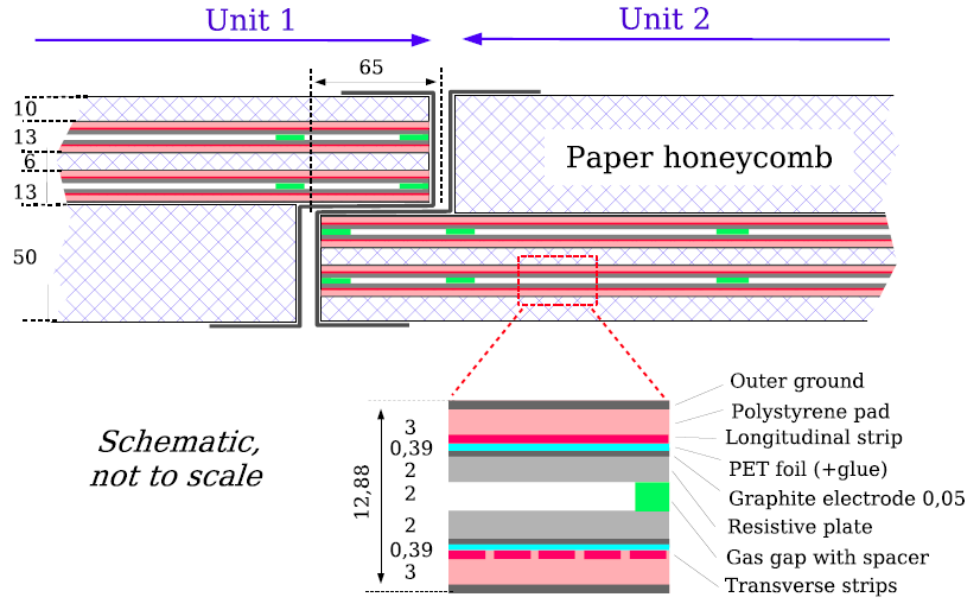 Unit 1
Unit 2
65
10
13
6
13
50
Paper honeycomb
Schematic,
not to scale
12,88
3
0,39
2
2
2
0,39
3
Outer ground
Polystyrene pad
Longitudinal strip
PET foil (+glue)
Graphite electrode 0,05
Resistive plate
Gas gap with spacer
Transverse strips